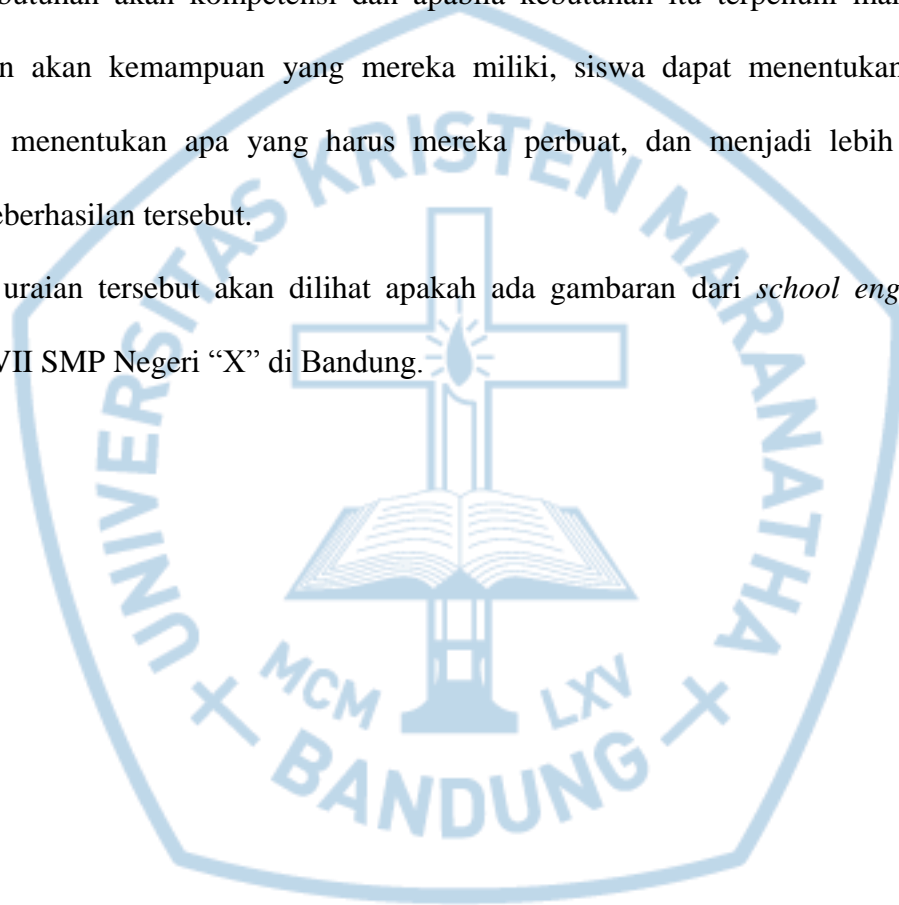 akan kompetensi dan apabila kebutuhan itu terpenuhi
akan kemampuan yang mereka miliki, siswa dapat menentukan
menentukan apa yang harus mereka perbuat, dan menjadi lebih
eberhasilan tersebut.
uraian tersebut akan dilihat apakah ada gambaran dari school eng
VII SMP Negeri “X” di Bandung.
UNIVERSITAS KRISTEN MARANATHA
MCM LXV
BANDUNG